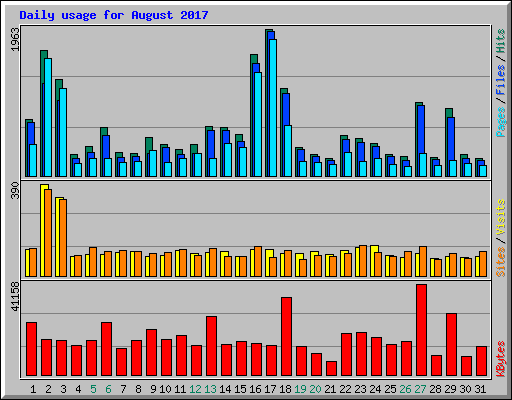 Daily usage for August 2017
1963
Pages / Files / Hits
390
Sites / Visits
41158
KBytes
1 2 3 4 5 6 7 8 9 10 11 12 13 14 15 16 17 18 19 20 21 22 23 24 25 26 27 28 29 30 31